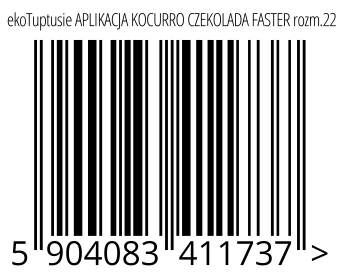 ekoTuptusie APLIKACJA KOCURRO CZEKOLADA FASTER rozm.22
5 904083 411737 >